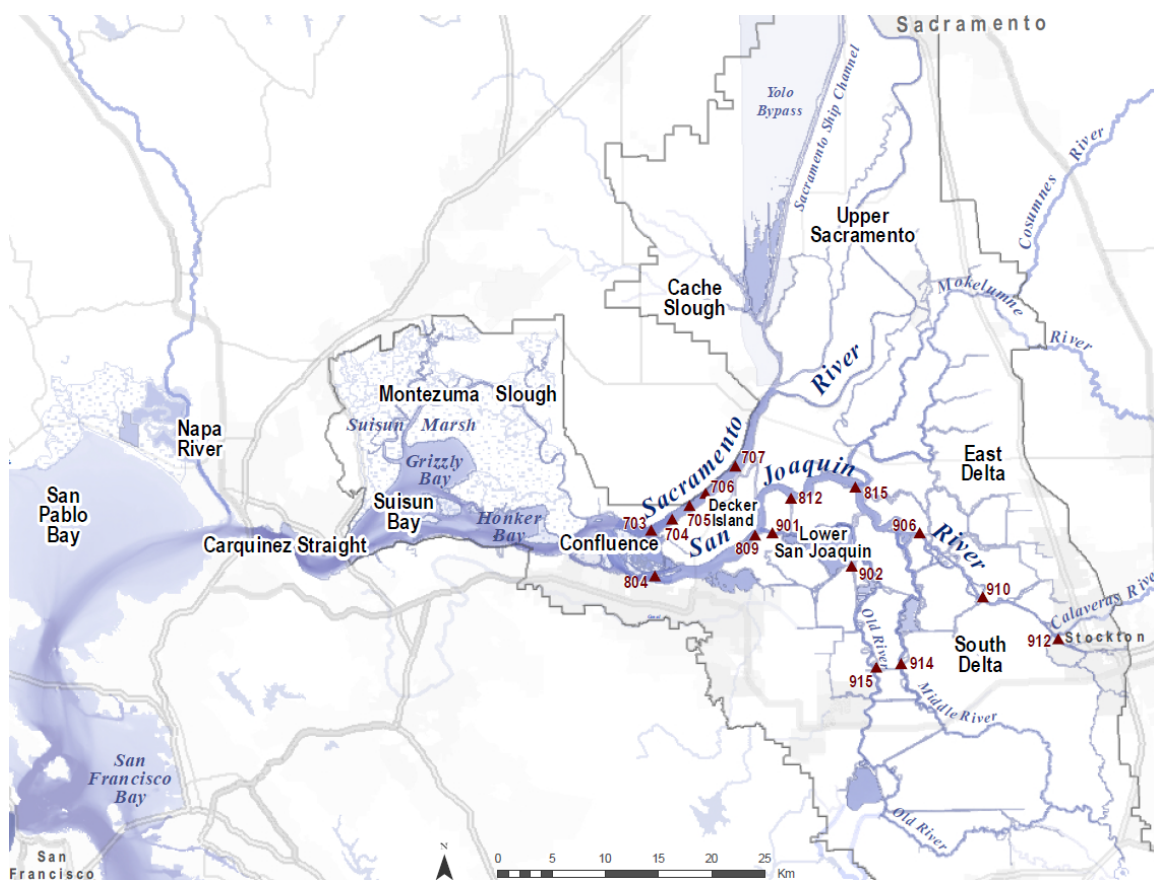 Sacramento
Yolo
Bypass
Sacramento Ship Channel
Cosumnes River
Upper
Sacramento
Cache
Slough
Mokelumne
River
River
Montezuma Slough
Suisun Marsh
Napa
River
Grizzly
Bay
Sacramento
Joaquin
East
Delta
San
Pablo
Bay
Suisun
Bay
Honker
Bay
707
706
812
815
Decker
Island
705
703
704
901
906
River
Carquinez Straight
Confluence
San
809
Lower
San Joaquin
804
902
910
Calaveras River
Old River
912
Stockton
South
Delta
914
915
Middle River
San
Francisco
Bay
Old River
San
Francisco
N
0 5 10 15 20 25
Km